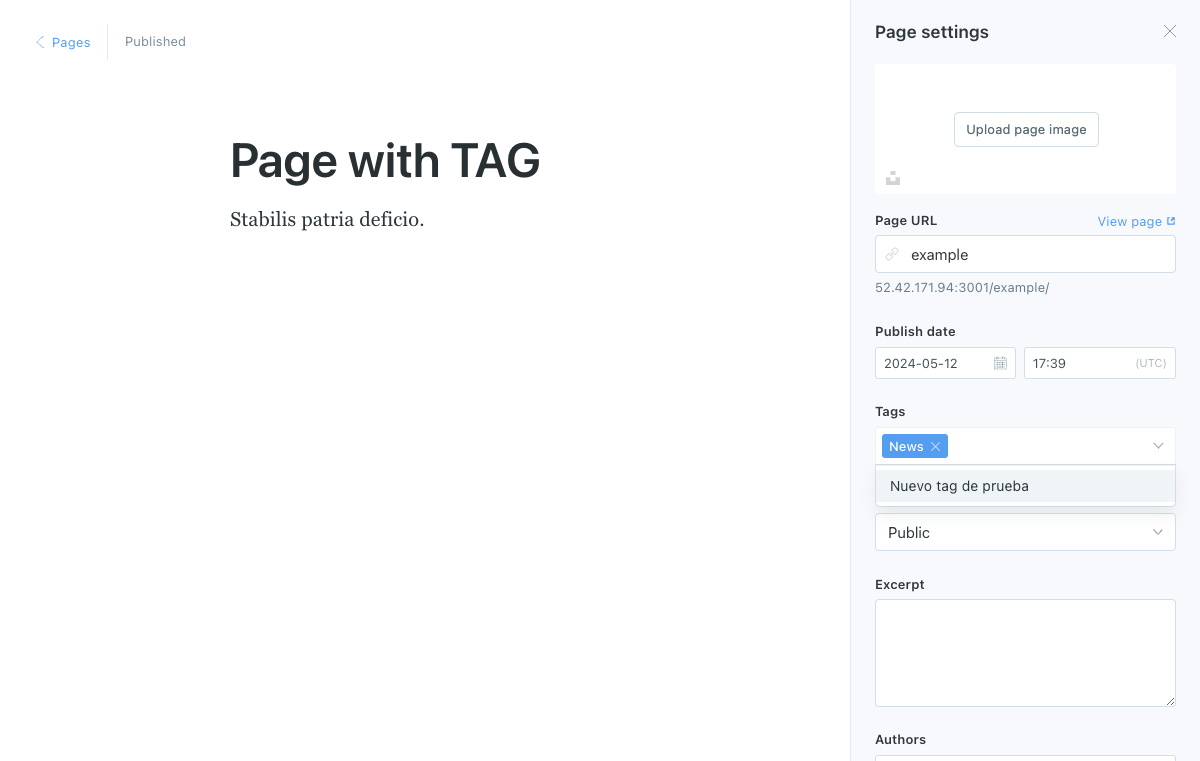 Pages
Published
Page with TAG
Stabilis patria deficio.
Page settings
Upload page image
Page URL
View page
example
52.42.171.94:3001/example/
Publish date
2024-05-12
17:39
(UTC)
Tags
News
Nuevo tag de prueba
Public
Excerpt
Authors